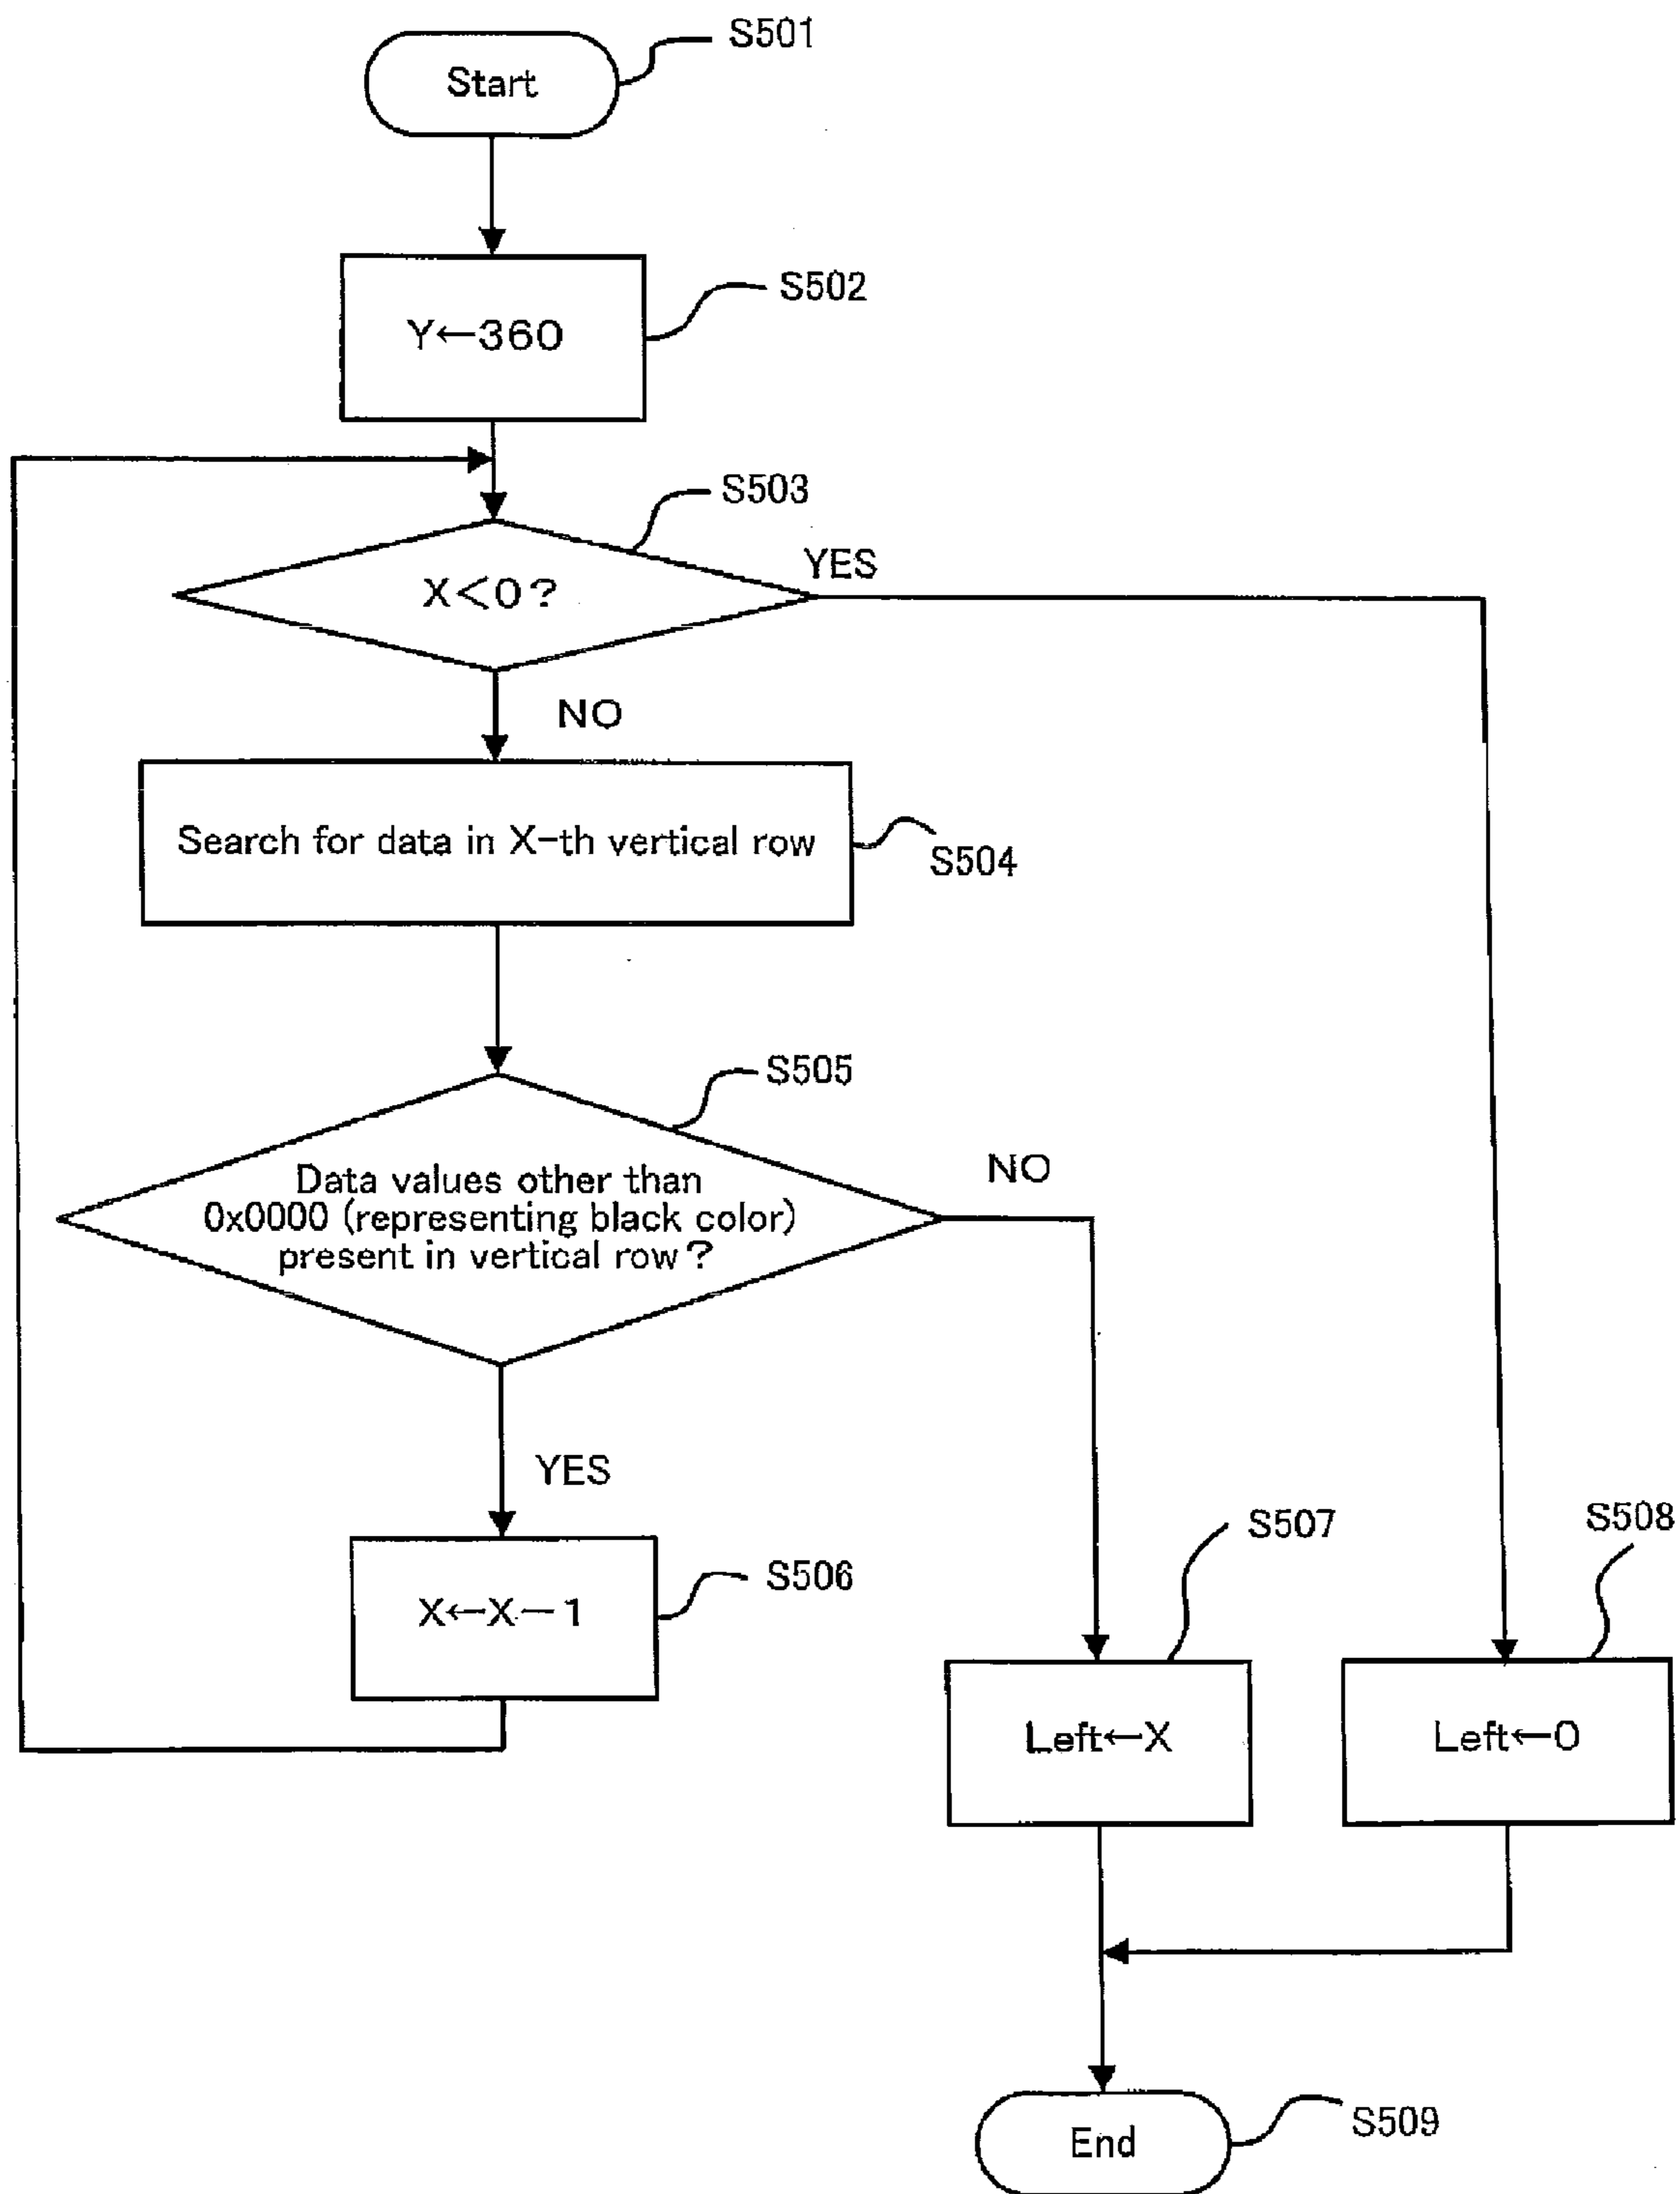 Start
S501
Y←360
S502
S503
X<0?
YES
NO
Search for data in X-th vertical row
S504
S505
Data values other than
0x0000 (representing black color)
present in vertical row?
NO
YES
X←X-1
S506
S507
Left←X
S508
Left←0
End
S509